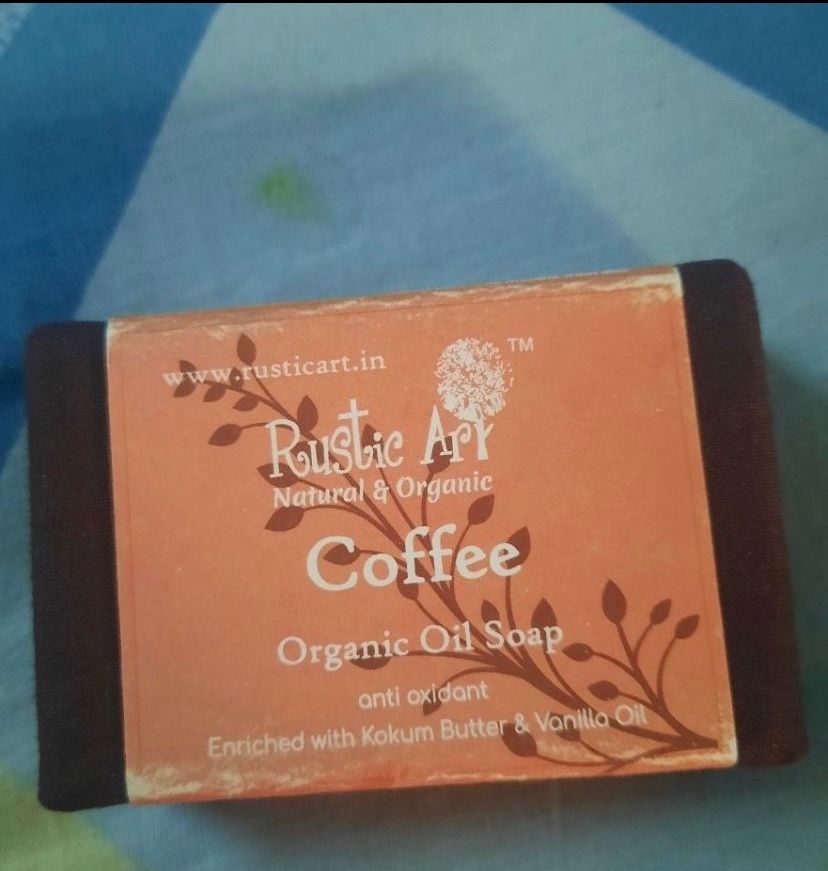 www.rusticart.in
TM
Rustic Art
Natural & Organic
Coffee
Organic Oil Soap
anti oxidant
Enriched with Kokum Butter & Vanilla Oil